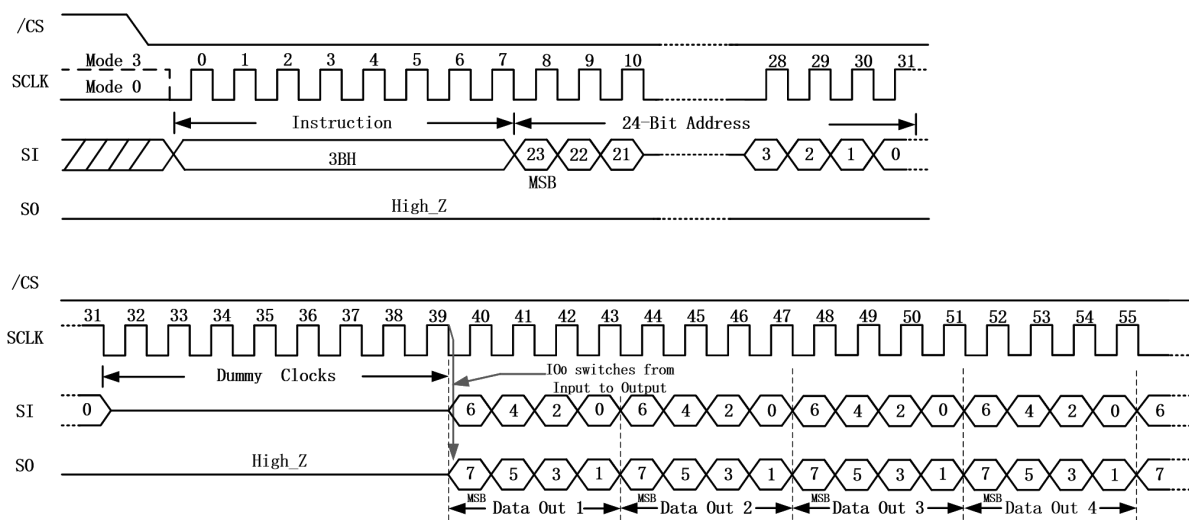 /CS
Mode 3 0 1 2 3 4 5 6 7 8 9 10 28 29 30 31
SCLK
Mode 0
Instruction 24-Bit Address
SI 3BH 23 22 21 3 2 1 0
MSB
SO High_Z
/CS
31 32 33 34 35 36 37 38 39 40 41 42 43 44 45 46 47 48 49 50 51 52 53 54 55
SCLK
Dummy Clocks IOo switches from
Input to Output
SI 0 6 4 2 0 6 4 2 0 6 4 2 0 6 4 2 0 6
SO High_Z 7 5 3 1 7 5 3 1 7 5 3 1 7 5 3 1 7
MSB MSB MSB MSB
Data Out 1 Data Out 2 Data Out 3 Data Out 4